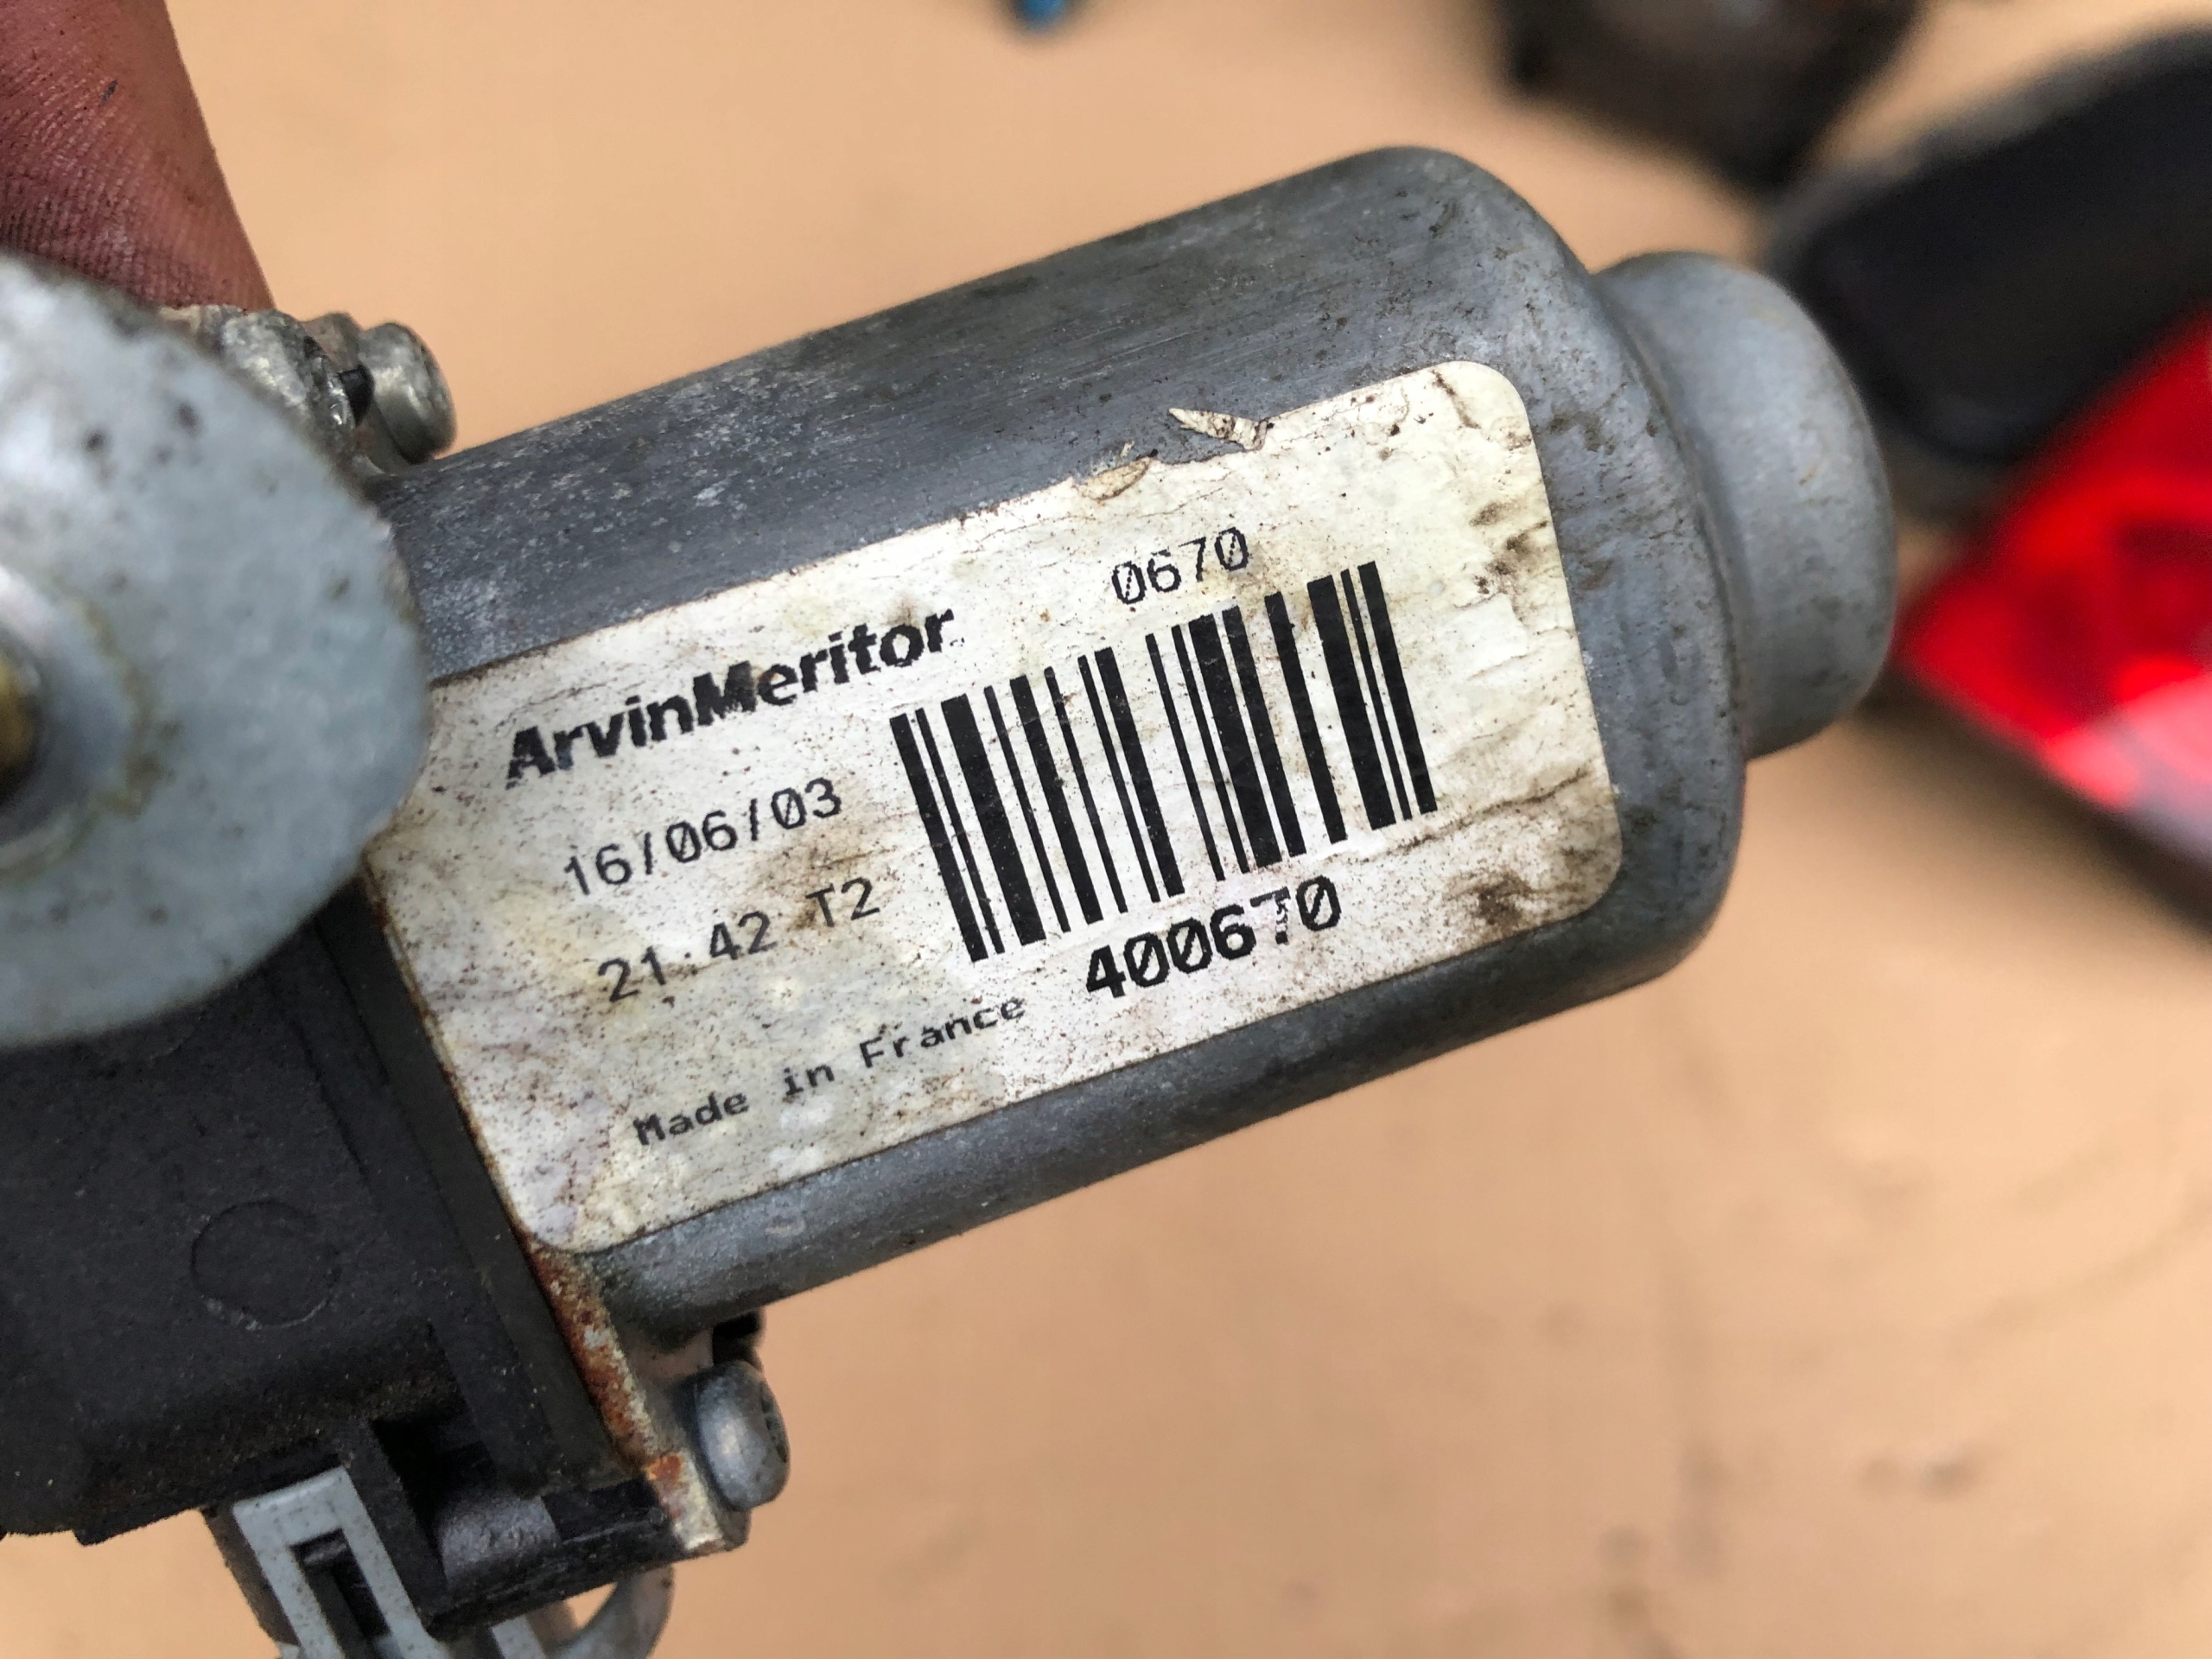 0670
ArvinMeritor
16/06/03
21:42 T2
400670
Made in France